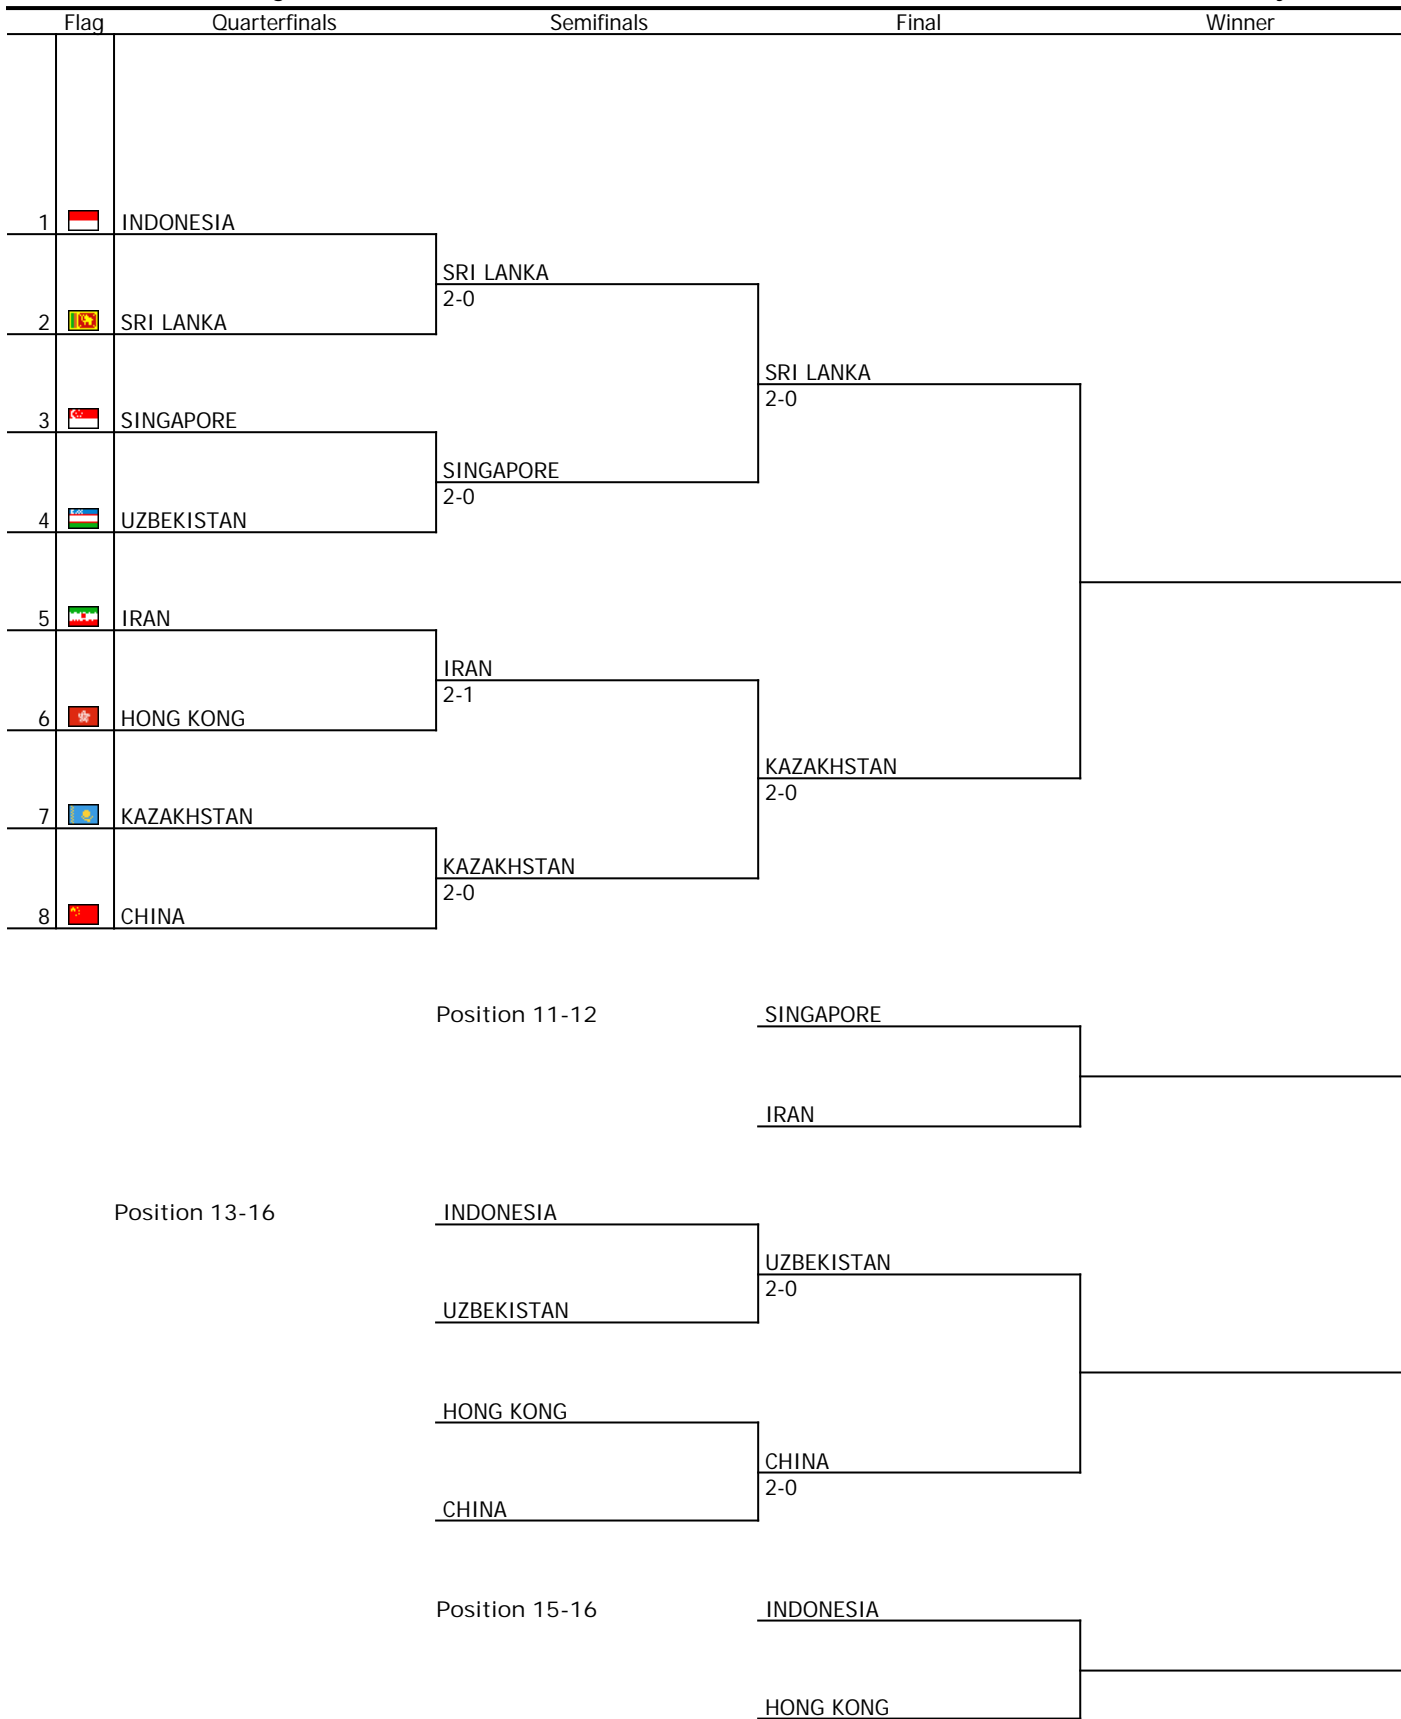 Flag Quarterfinals Semifinals Final Winner
1 INDONESIA
SRI LANKA
2-0
2 SRI LANKA
SRI LANKA
2-0
3 SINGAPORE
SINGAPORE
2-0
4 UZBEKISTAN
5 IRAN
IRAN
2-1
6 HONG KONG
KAZAKHSTAN
2-0
7 KAZAKHSTAN
KAZAKHSTAN
2-0
8 CHINA
Position 11-12 SINGAPORE
IRAN
Position 13-16 INDONESIA
UZBEKISTAN
2-0
UZBEKISTAN
HONG KONG
CHINA
2-0
CHINA
Position 15-16 INDONESIA
HONG KONG